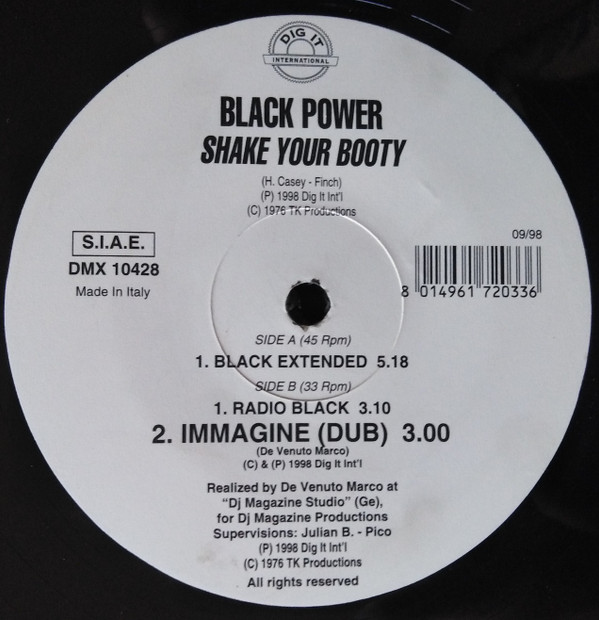 DIG IT
INTERNATIONAL
BLACK POWER
SHAKE YOUR BOOTY
(H. Casey - Finch)
(P) 1998 Dig It Int'l
(C) 1976 TK Productions
S.I.A.E.
DMX 10428
Made In Italy
09/98
8 014961 720336
SIDE A (45 Rpm)
1. BLACK EXTENDED 5.18
SIDE B (33 Rpm)
1. RADIO BLACK 3.10
2. IMMAGINE (DUB) 3.00
(De Venuto Marco)
(C) & (P) 1998 Dig It Int'l
Realized by De Venuto Marco at
"Dj Magazine Studio" (Ge),
for Dj Magazine Productions
Supervisions: Julian B. - Pico
(P) 1998 Dig It Int'l
(C) 1976 TK Productions
All rights reserved